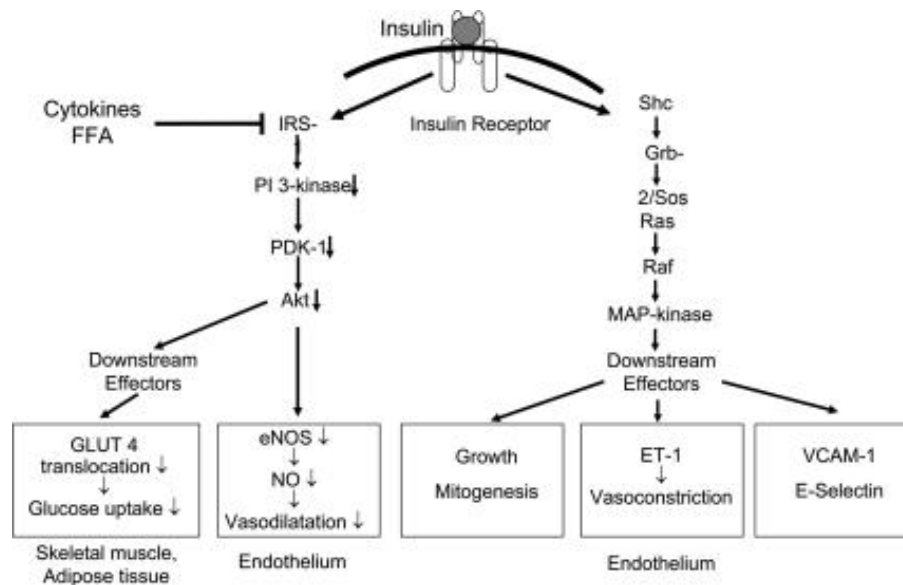 Insulin
Cytokines
FFA
IRS-
1
Insulin Receptor
Shc
Grb-
2/Sos
Ras
Raf
MAP-kinase
PI 3-kinase↓
PDK-1↓
Akt↓
Downstream
Effectors
Downstream
Effectors
GLUT 4
translocation ↓
↓
Glucose uptake ↓
Skeletal muscle,
Adipose tissue
eNOS ↓
↓
NO ↓
↓
Vasodilatation ↓
Endothelium
Growth
Mitogenesis
ET-1
↓
Vasoconstriction
Endothelium
VCAM-1
E-Selectin